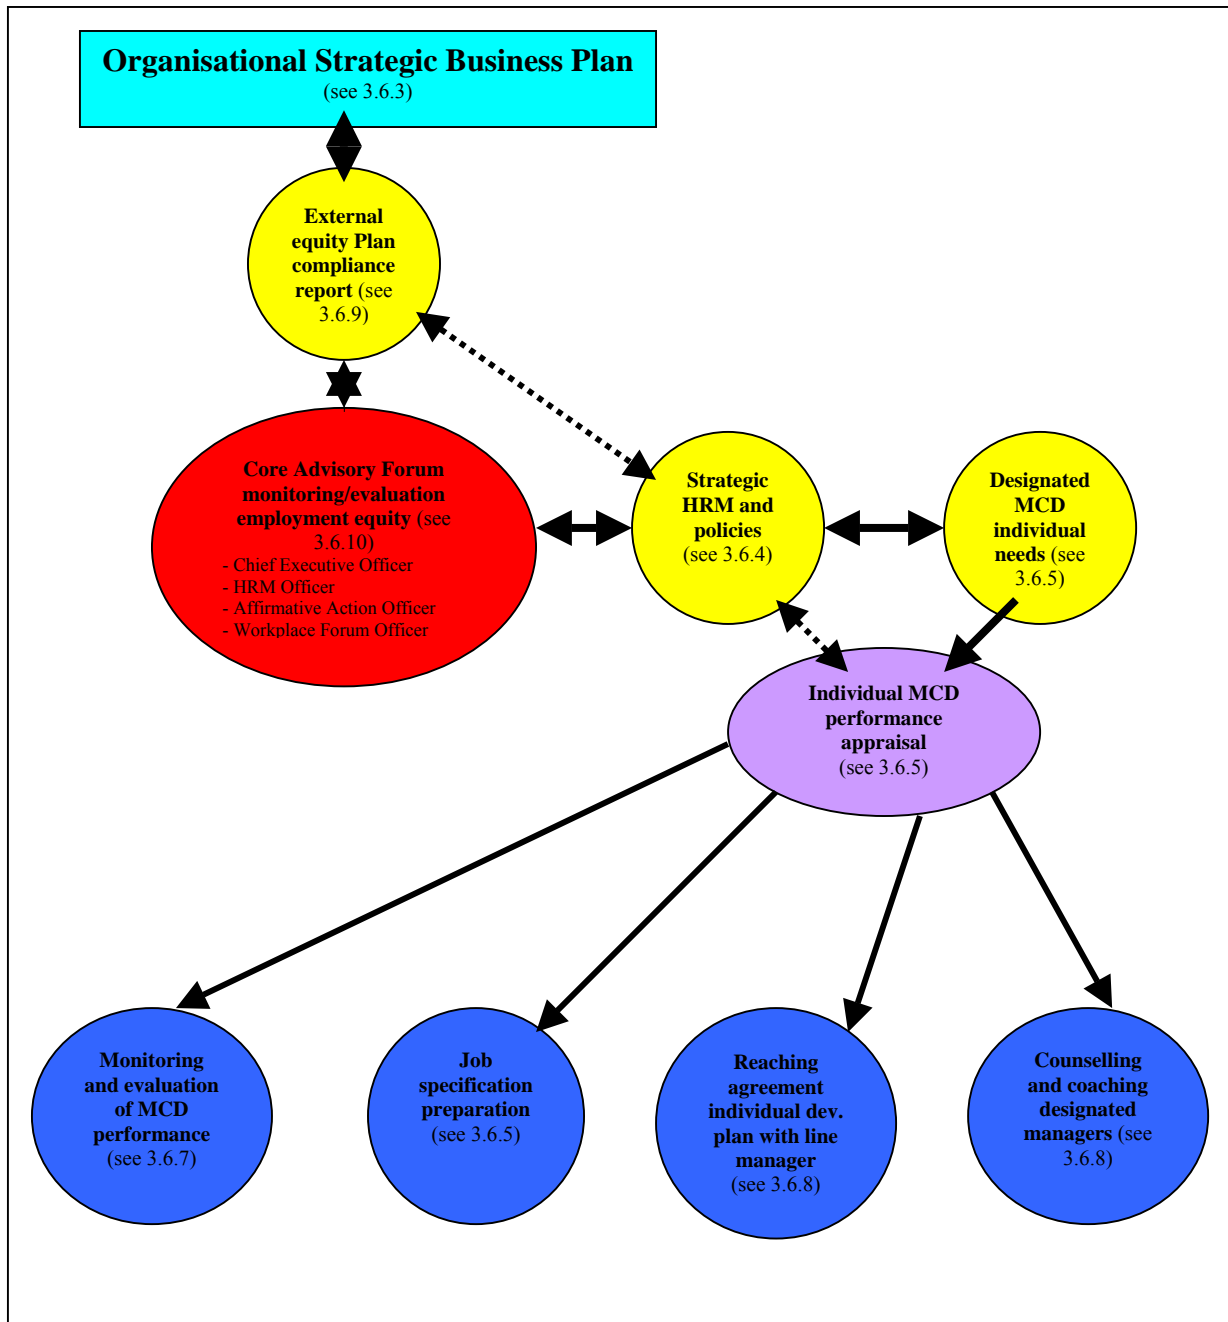 Organisational Strategic Business Plan
(see 3.6.3)
External
equity Plan
compliance
report (see
3.6.9)
Core Advisory Forum
monitoring/evaluation
employment equity (see
3.6.10)
- Chief Executive Officer
- HRM Officer
- Affirmative Action Officer
- Workplace Forum Officer
Strategic
HRM and
policies
(see 3.6.4)
Designated
MCD
individual
needs (see
3.6.5)
Individual MCD
performance
appraisal
(see 3.6.5)
Monitoring
and evaluation
of MCD
performance
(see 3.6.7)
Job
specification
preparation
(see 3.6.5)
Reaching
agreement
individual dev.
plan with line
manager
(see 3.6.8)
Counselling
and coaching
designated
managers (see
3.6.8)